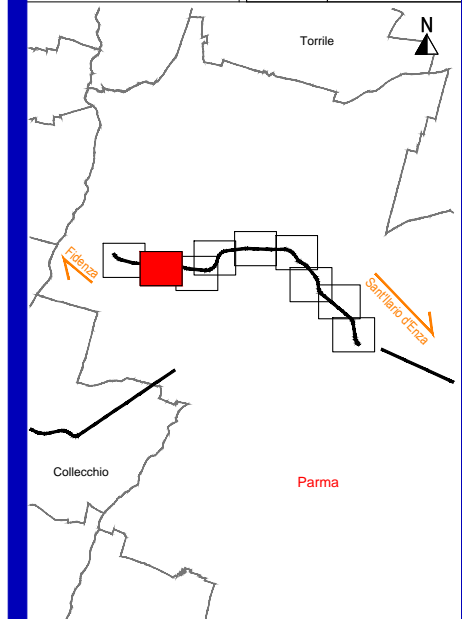 N
Torrile
Fidenza
Sant'Ilario d'Enza
Collecchio
Parma